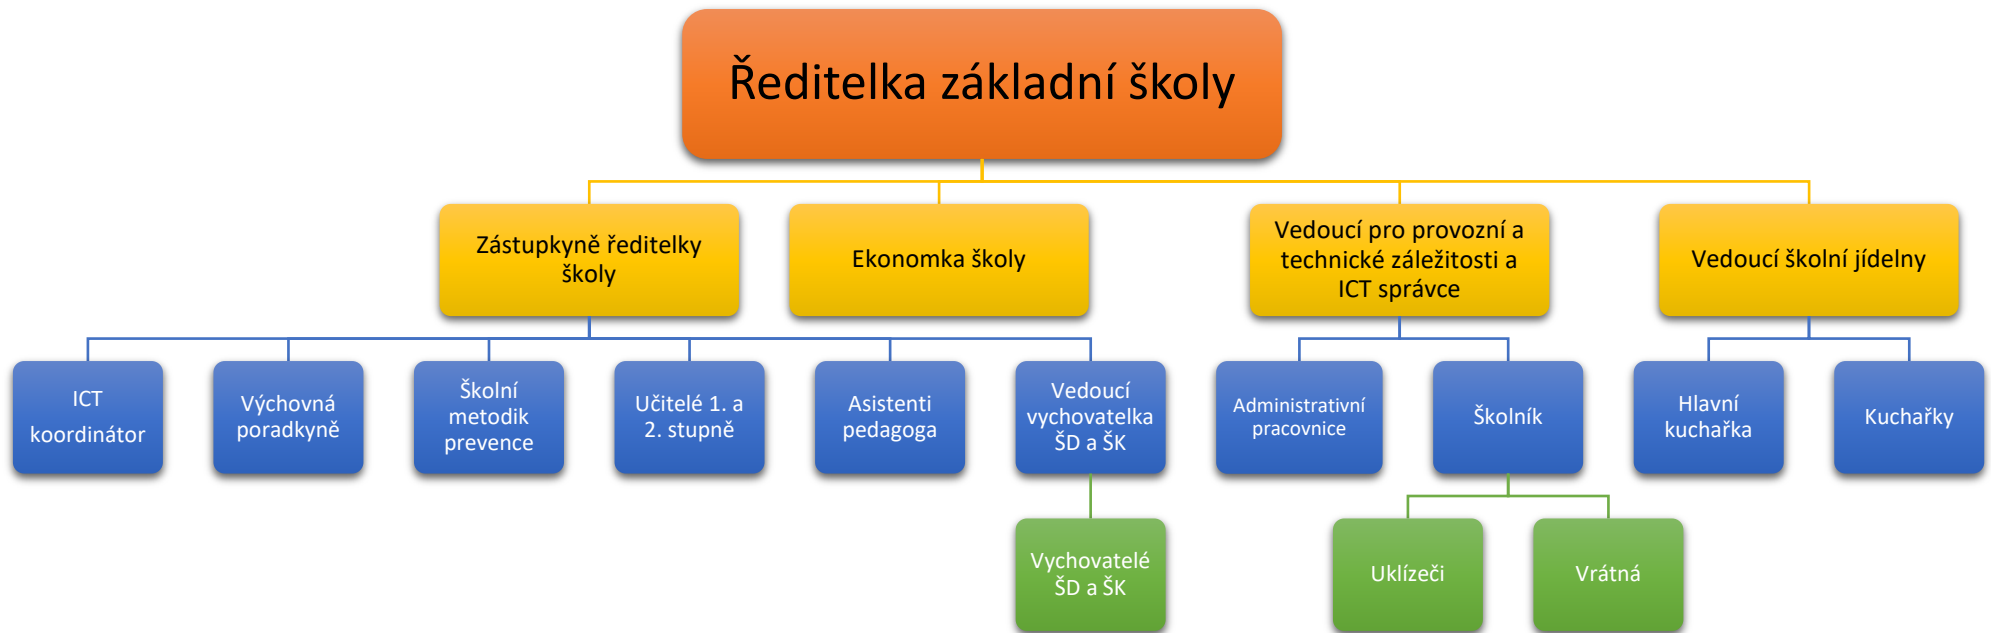 Ředitelka základní školy
Zástupkyně ředitelky
školy
Ekonomka školy
Vedoucí pro provozní a
technické záležitosti a
ICT správce
Vedoucí školní jídelny
ICT
koordinátor
Výchovná
poradkyně
Školní
metodik
prevence
Učitelé 1. a
2. stupně
Asistenti
pedagoga
Vedoucí
vychovatelka
ŠD a ŠK
Administrativní
pracovnice
Školník
Hlavní
kuchařka
Kuchařky
Vychovatelé
ŠD a ŠK
Uklízeči
Vrátná